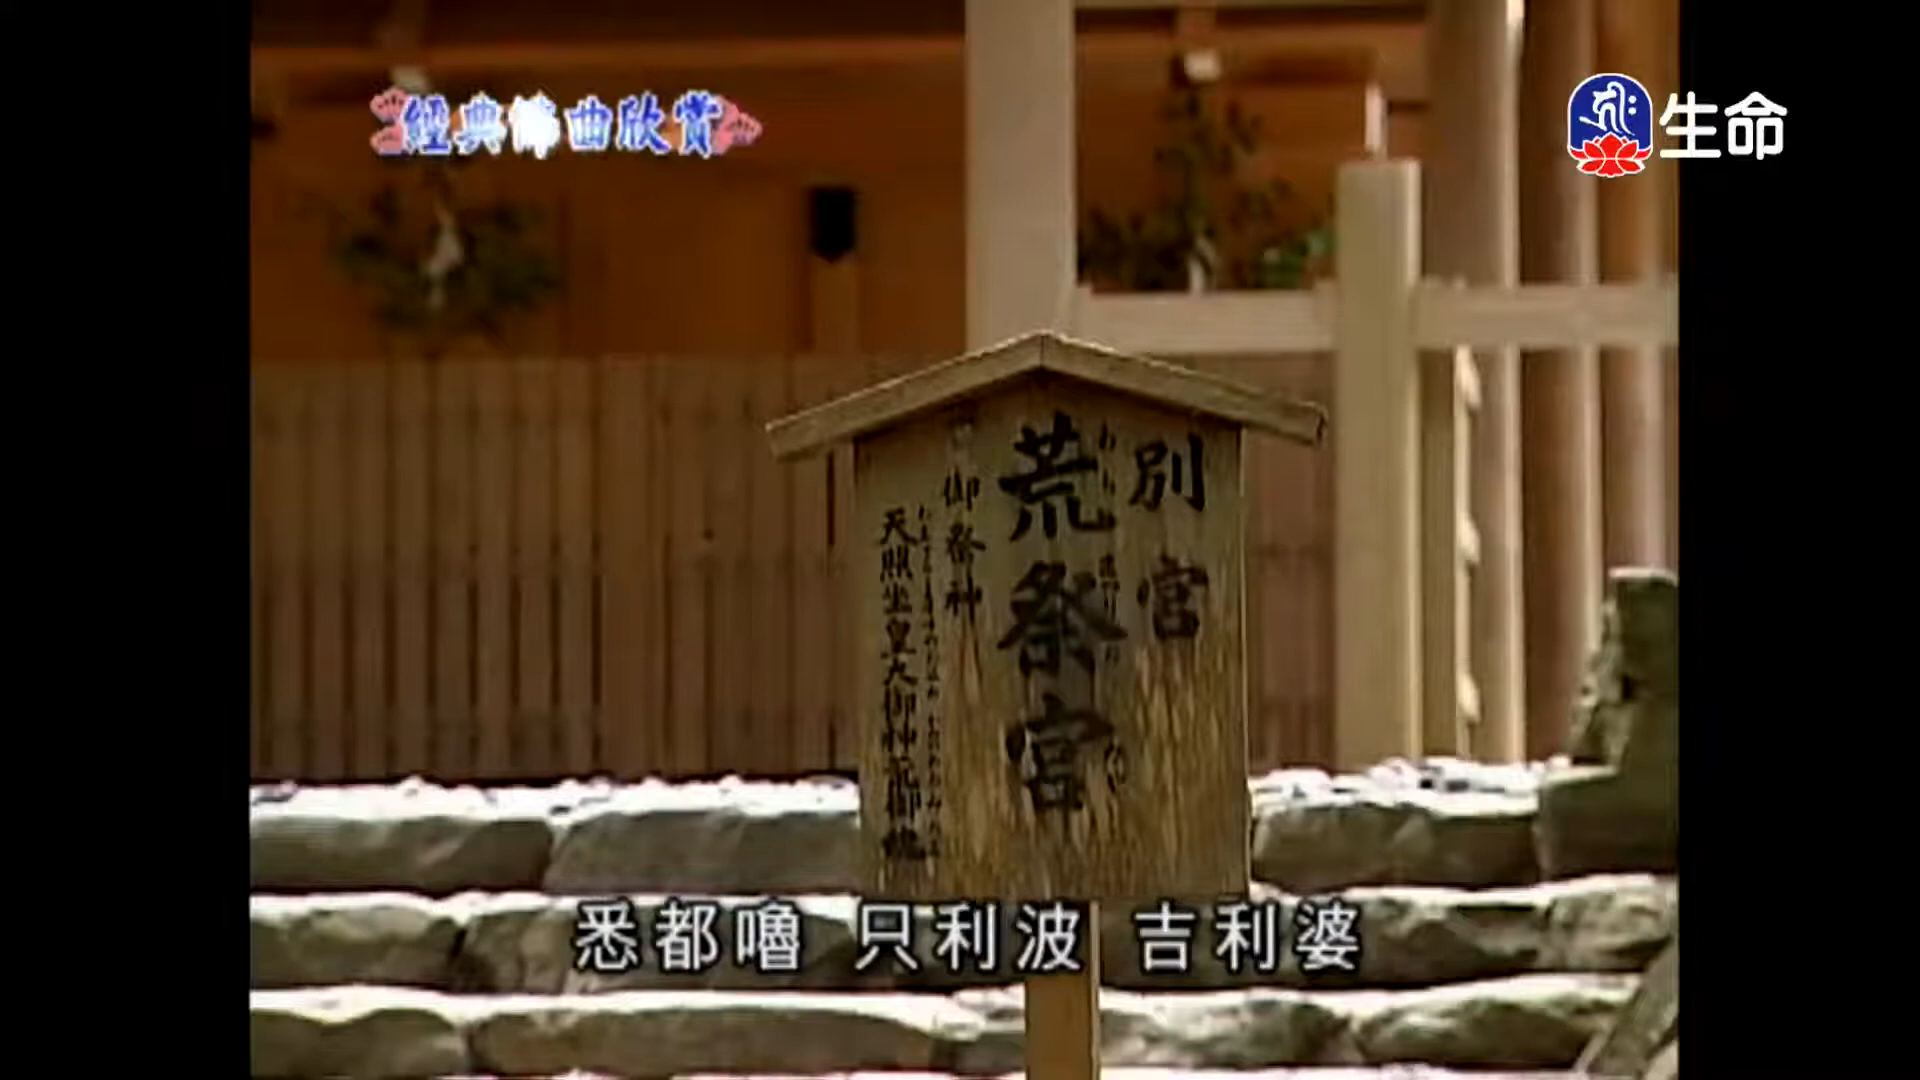 經典佛曲欣賞
生命
別宮
荒祭宮
御祭神
天照坐皇大御神荒御魂
悉都嚕 只利波 吉利婆